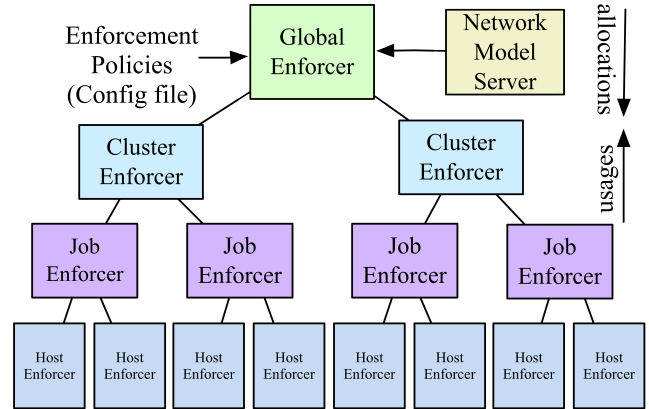 Enforcement
Policies
(Config file)
Global
Enforcer
Network
Model
Server
allocations
usages
Cluster
Enforcer
Cluster
Enforcer
Job
Enforcer
Job
Enforcer
Job
Enforcer
Job
Enforcer
Host
Enforcer
Host
Enforcer
Host
Enforcer
Host
Enforcer
Host
Enforcer
Host
Enforcer
Host
Enforcer
Host
Enforcer